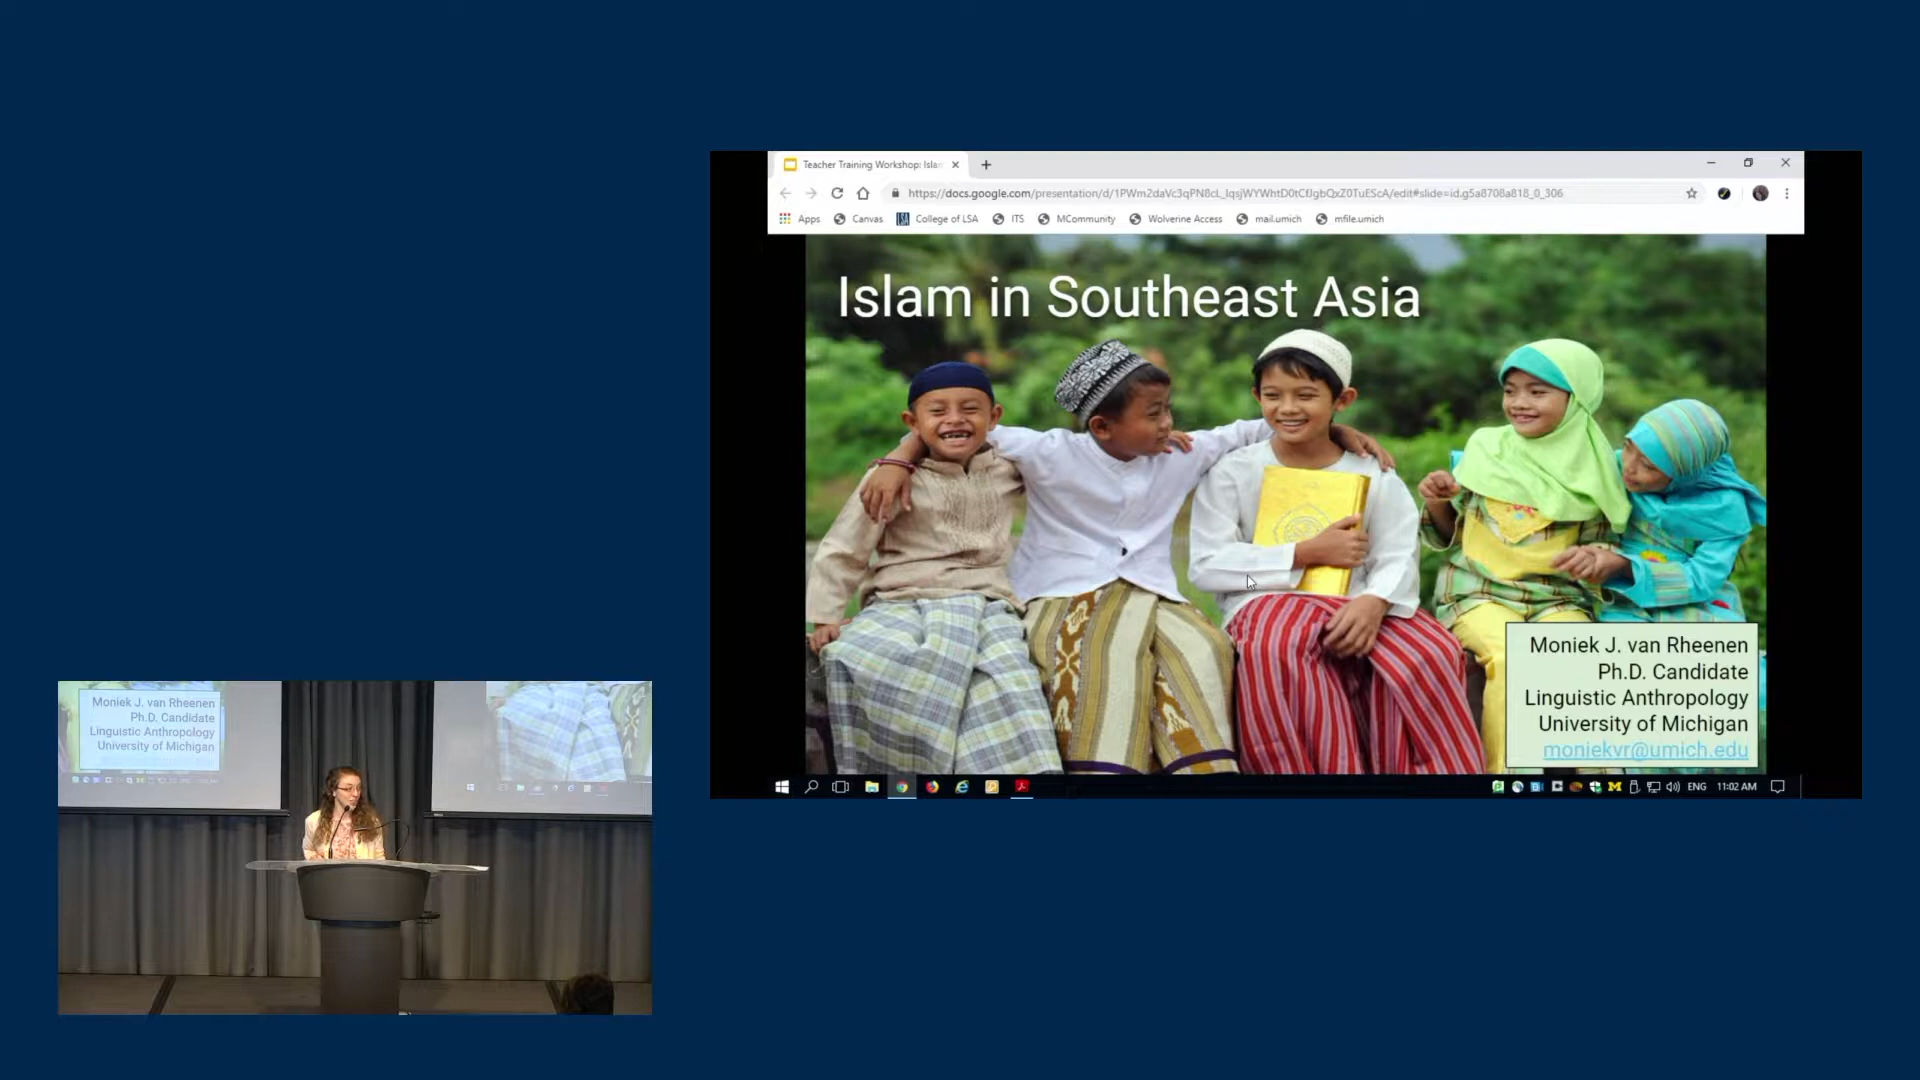 Teacher Training Workshop: Islam
https://docs.google.com/presentation/d/1PWm2daVc3qPN8cL_IqsjWYWhtD0tCfJgbQxZ0TuEScA/edit#slide=id.g5a8708a818_0_306
Apps Canvas LSA College of LSA ITS MCommunity Wolverine Access mail.umich mfile.umich
Islam in Southeast Asia
Moniek J. van Rheenen
Ph.D. Candidate
Linguistic Anthropology
University of Michigan
moniekvr@umich.edu
ENG 11:02 AM
Moniek J. van Rheenen
Ph.D. Candidate
Linguistic Anthropology
University of Michigan